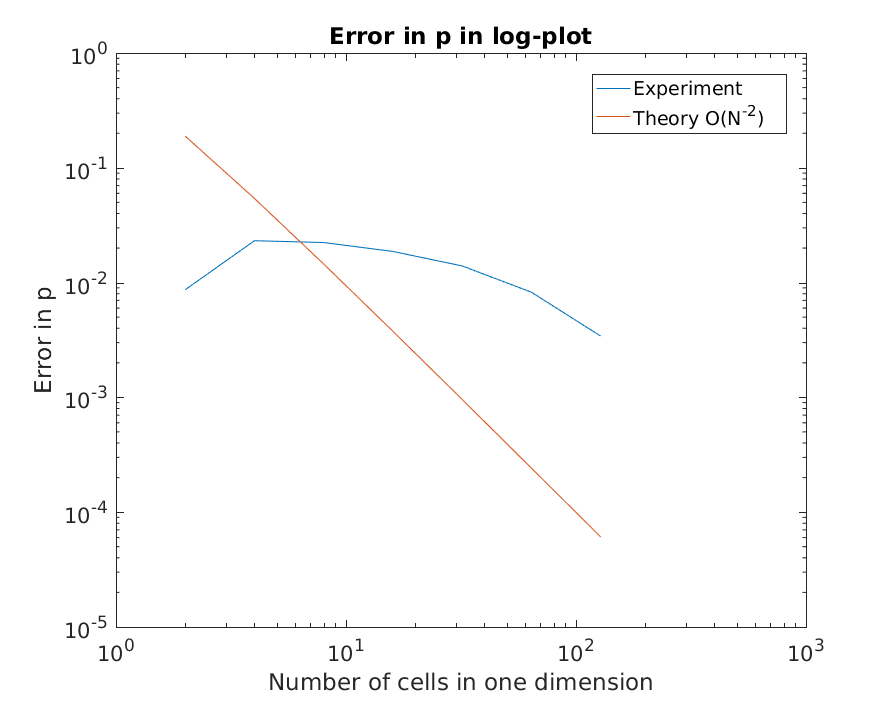 Error in p in log-plot
Experiment
Theory O(N^-2)
Error in p
10^0
10^-1
10^-2
10^-3
10^-4
10^-5
10^0 10^1 10^2 10^3
Number of cells in one dimension